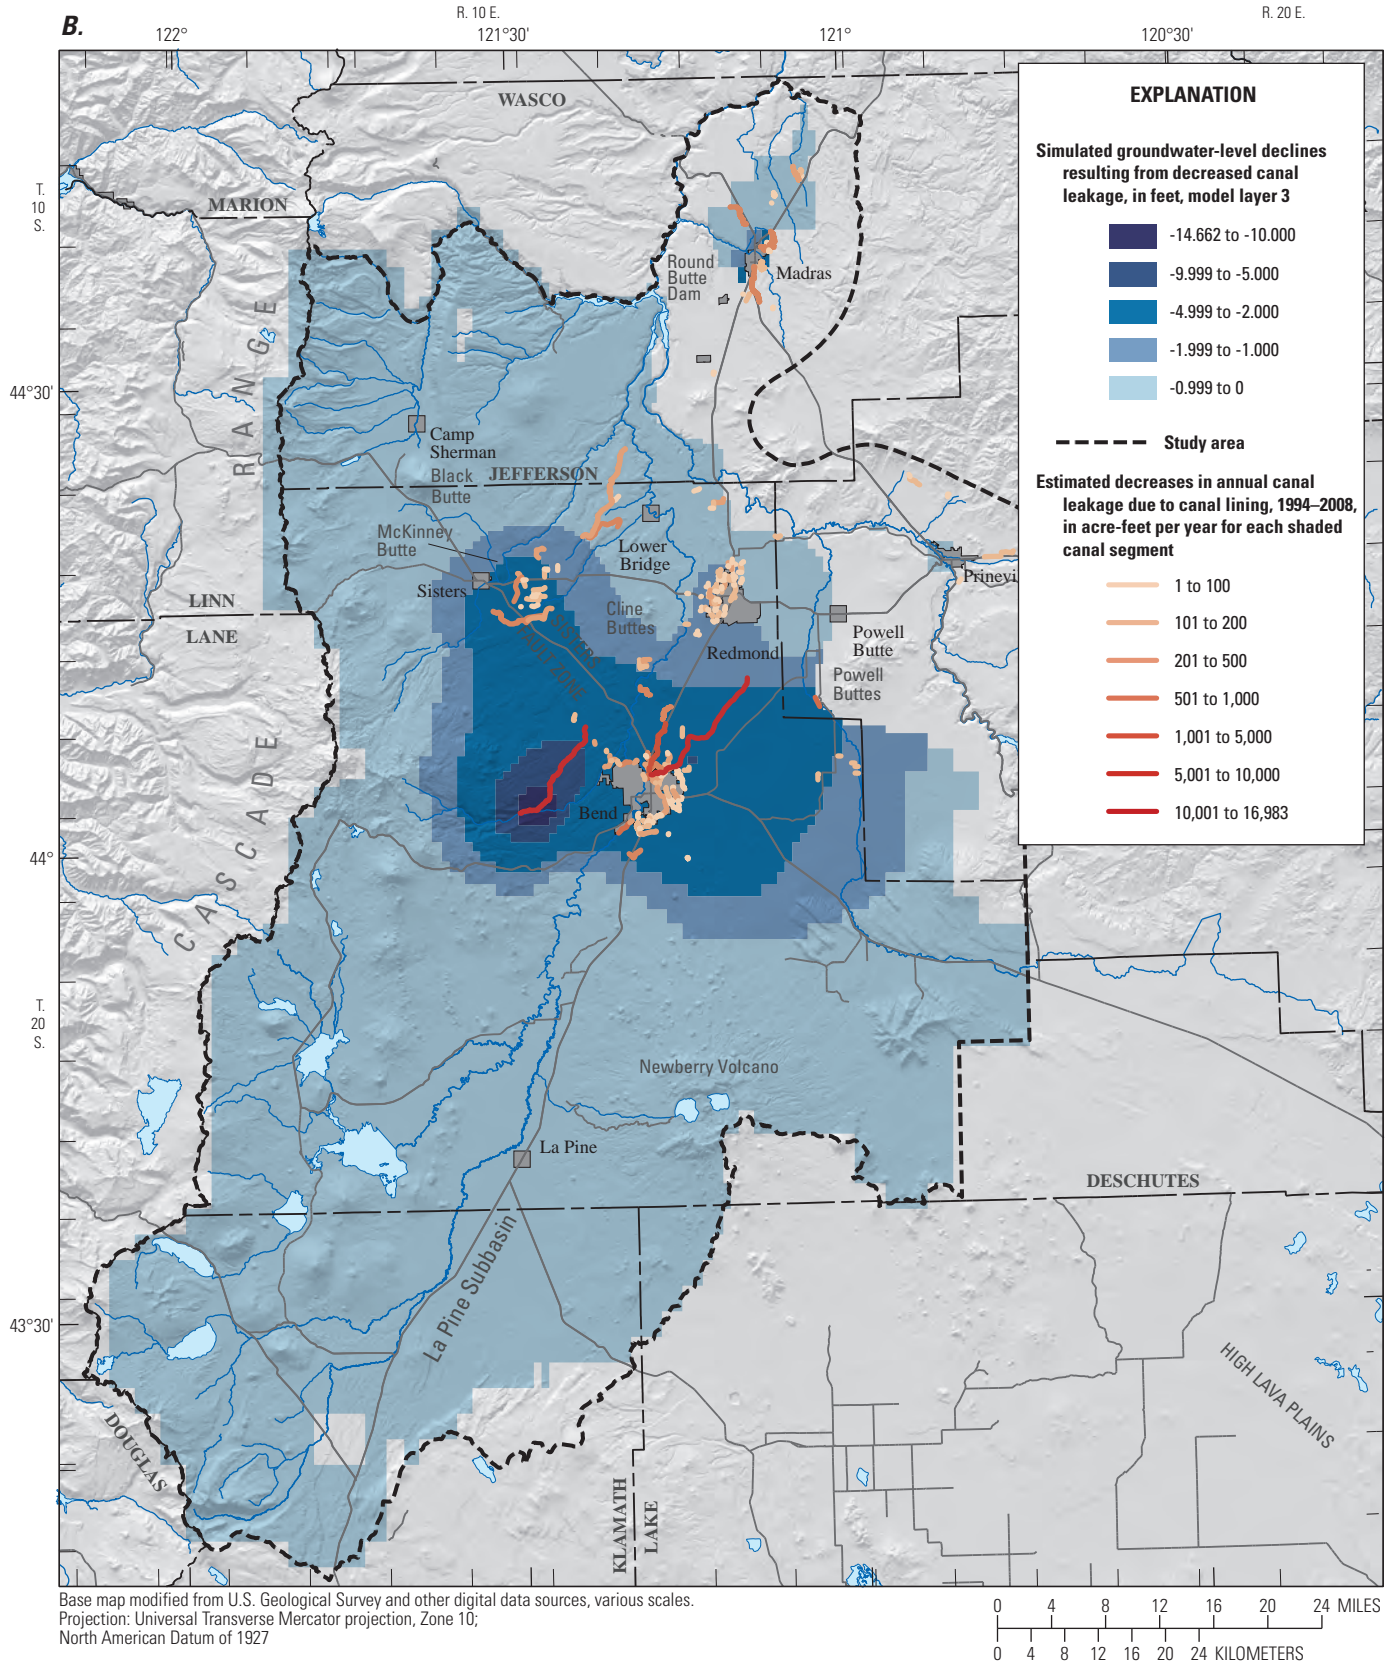 B.
R. 10 E.
R. 20 E.
122°
121°30'
121°
120°30'
T.
10
S.
44°30'
44°
T.
20
S.
43°30'
WASCO
MARION
JEFFERSON
LINN
LANE
DESCHUTES
DOUGLAS
KLAMATH
LAKE
CASCADE
RANGE
Round
Butte
Dam
Madras
Camp
Sherman
Black
Butte
McKinney
Butte
Sisters
Lower
Bridge
Cline
Buttes
SISTERS
FAULT ZONE
Redmond
Powell
Butte
Powell
Buttes
Prinevi
Bend
Newberry Volcano
La Pine
La Pine Subbasin
HIGH LAVA PLAINS
EXPLANATION
Simulated groundwater-level declines
resulting from decreased canal
leakage, in feet, model layer 3
-14.662 to -10.000
-9.999 to -5.000
-4.999 to -2.000
-1.999 to -1.000
-0.999 to 0
Study area
Estimated decreases in annual canal
leakage due to canal lining, 1994–2008,
in acre-feet per year for each shaded
canal segment
1 to 100
101 to 200
201 to 500
501 to 1,000
1,001 to 5,000
5,001 to 10,000
10,001 to 16,983
Base map modified from U.S. Geological Survey and other digital data sources, various scales.
Projection: Universal Transverse Mercator projection, Zone 10;
North American Datum of 1927
0 4 8 12 16 20 24 MILES
0 4 8 12 16 20 24 KILOMETERS